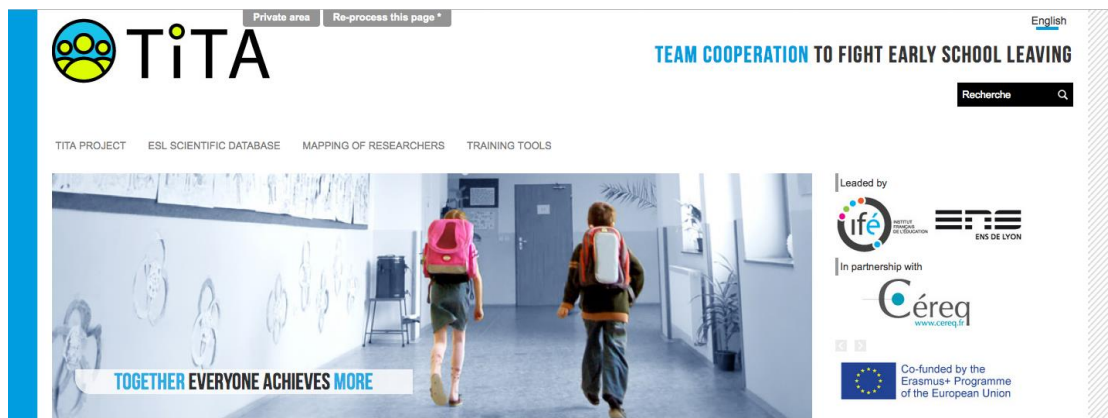 Private area
Re-process this page *
English
TiTA
TEAM COOPERATION TO FIGHT EARLY SCHOOL LEAVING
Recherche
TITA PROJECT
ESL SCIENTIFIC DATABASE
MAPPING OF RESEARCHERS
TRAINING TOOLS
TOGETHER EVERYONE ACHIEVES MORE
Leaded by
ifé
INSTITUT
FRANÇAIS
DE L'ÉDUCATION
ENS
ENS DE LYON
In partnership with
Céreq
www.cereq.fr
Co-funded by the
Erasmus+ Programme
of the European Union